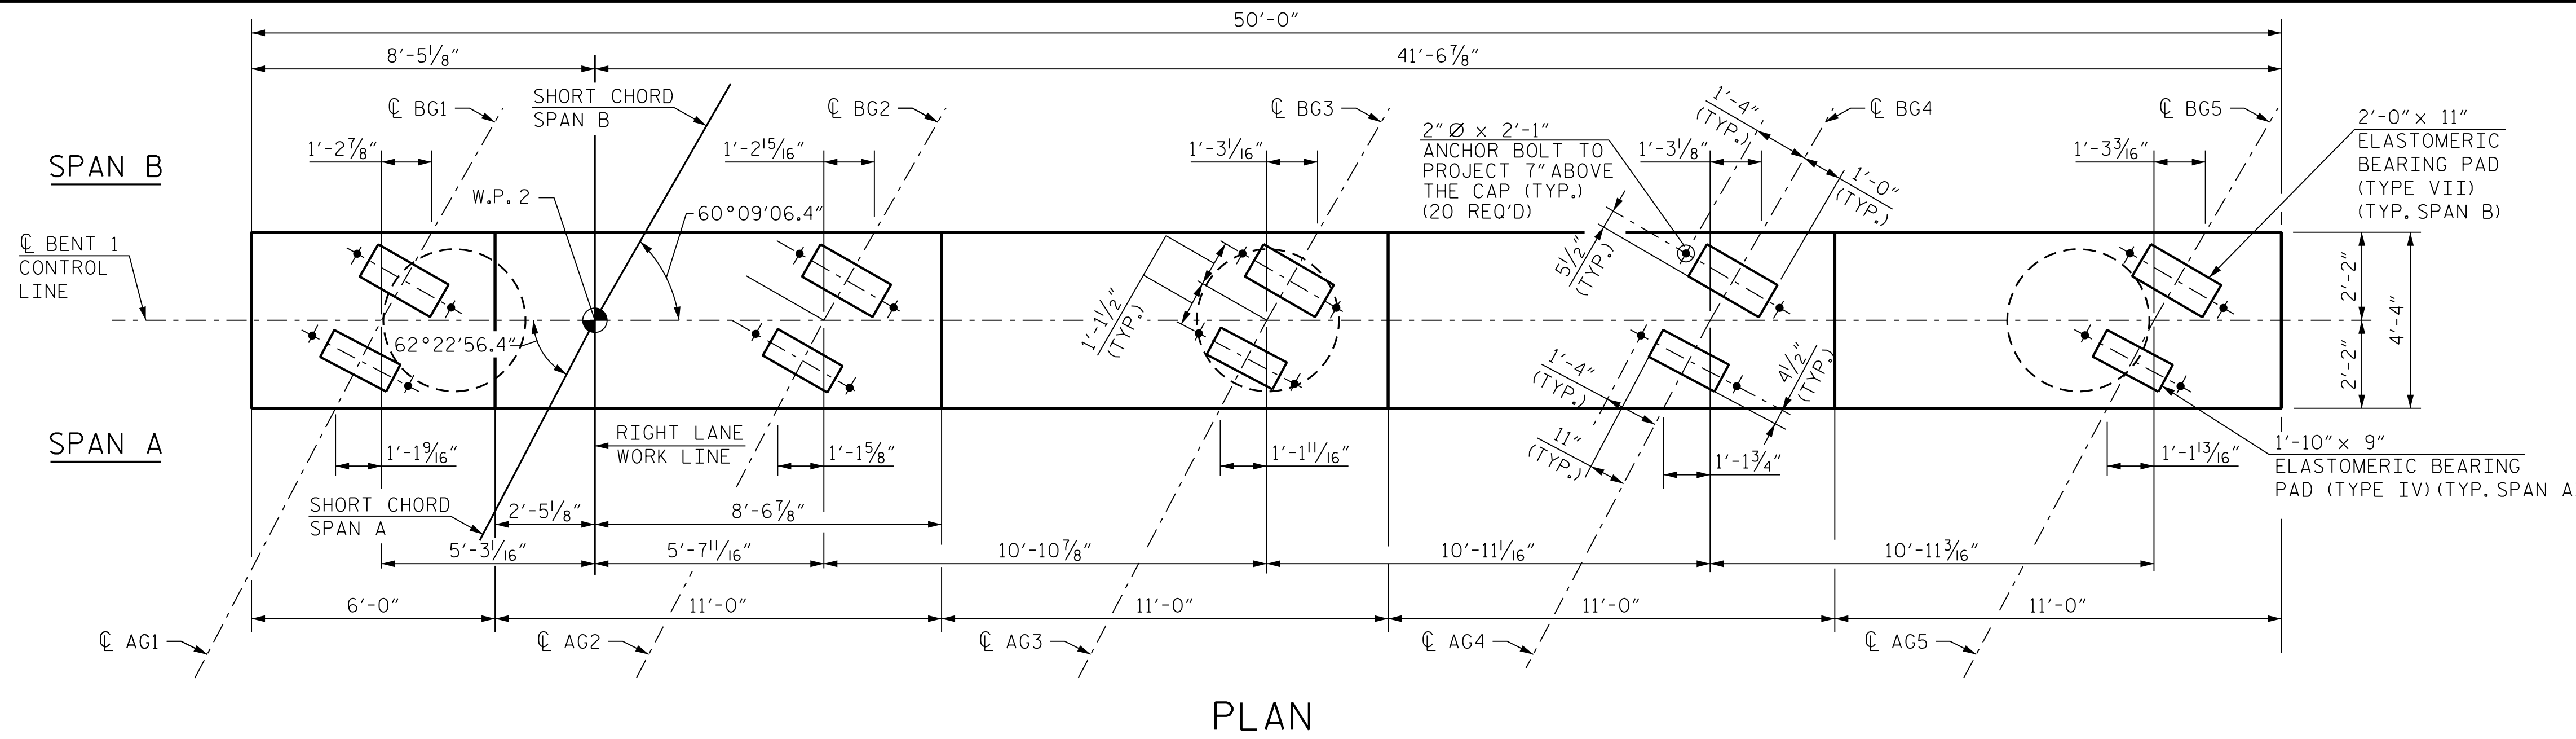 50'-0"
8'-5 1/8"
41'-6 7/8"
SHORT CHORD
SPAN B
℄ BG1
℄ BG2
℄ BG3
℄ BG4
℄ BG5
1'-4"
(TYP.)
2'-0" x 11"
ELASTOMERIC
BEARING PAD
(TYPE VII)
(TYP. SPAN B)
2" Ø x 2'-1"
ANCHOR BOLT TO
PROJECT 7" ABOVE
THE CAP (TYP.)
(20 REQ'D)
1'-2 7/8"
1'-2 15/16"
1'-3 1/16"
1'-3 1/8"
1'-3 3/16"
SPAN B
1'-0"
(TYP.)
W.P. 2
60°09'06.4"
℄ BENT 1
CONTROL
LINE
5 1/2"
(TYP.)
2'-2"
4'-4"
2'-2"
1'-1 1/2"
(TYP.)
62°22'56.4"
1'-4"
(TYP.)
4 1/2"
(TYP.)
SPAN A
RIGHT LANE
WORK LINE
11"
(TYP.)
1'-1 9/16"
1'-1 5/8"
1'-1 11/16"
1'-1 3/4"
1'-1 13/16"
1'-10" x 9"
ELASTOMERIC BEARING
PAD (TYPE IV) (TYP. SPAN A
SHORT CHORD
SPAN A
2'-5 1/8"
8'-6 7/8"
5'-3 1/16"
5'-7 11/16"
10'-10 7/8"
10'-11 1/16"
10'-11 3/16"
6'-0"
11'-0"
11'-0"
11'-0"
11'-0"
℄ AG1
℄ AG2
℄ AG3
℄ AG4
℄ AG5
PLAN